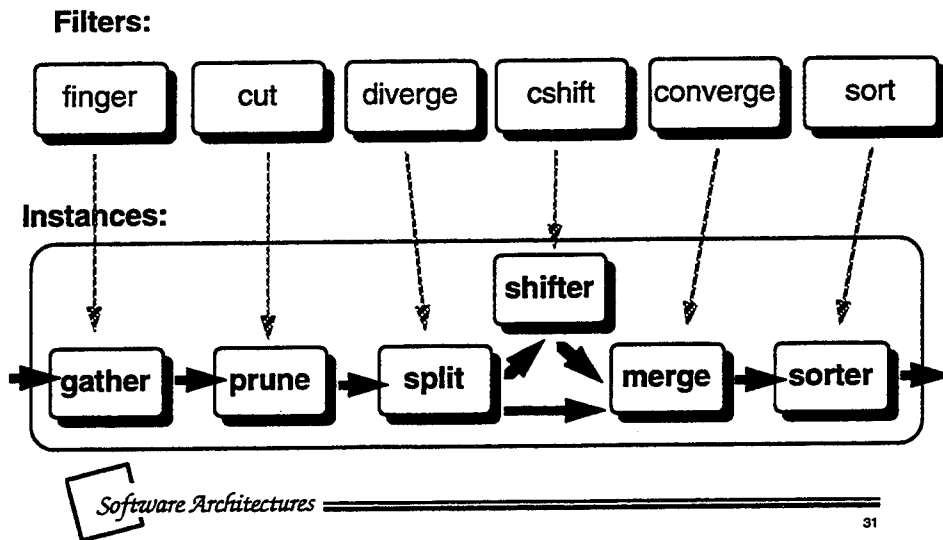 Filters:
finger cut diverge cshift converge sort
Instances:
shifter
gather prune split merge sorter
Software Architectures
31